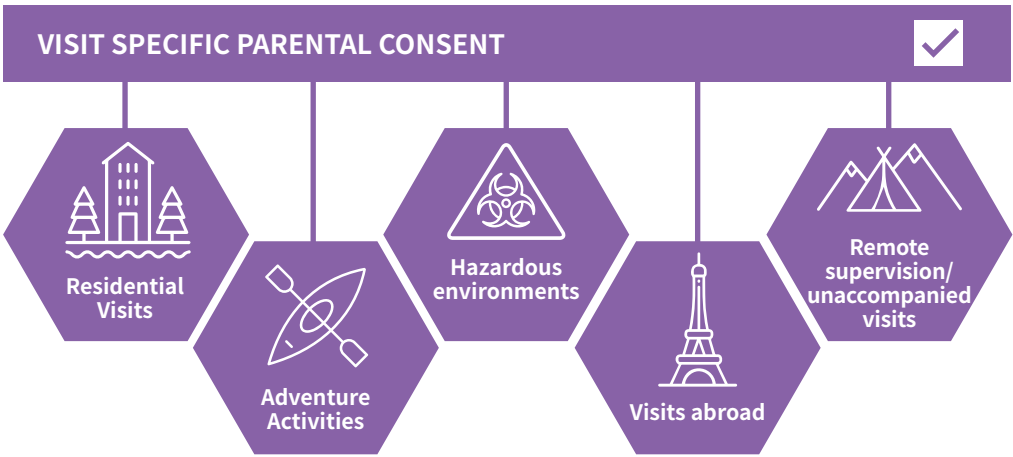 VISIT SPECIFIC PARENTAL CONSENT
Residential
Visits
Adventure
Activities
Hazardous
environments
Visits abroad
Remote
supervision/
unaccompanied
visits